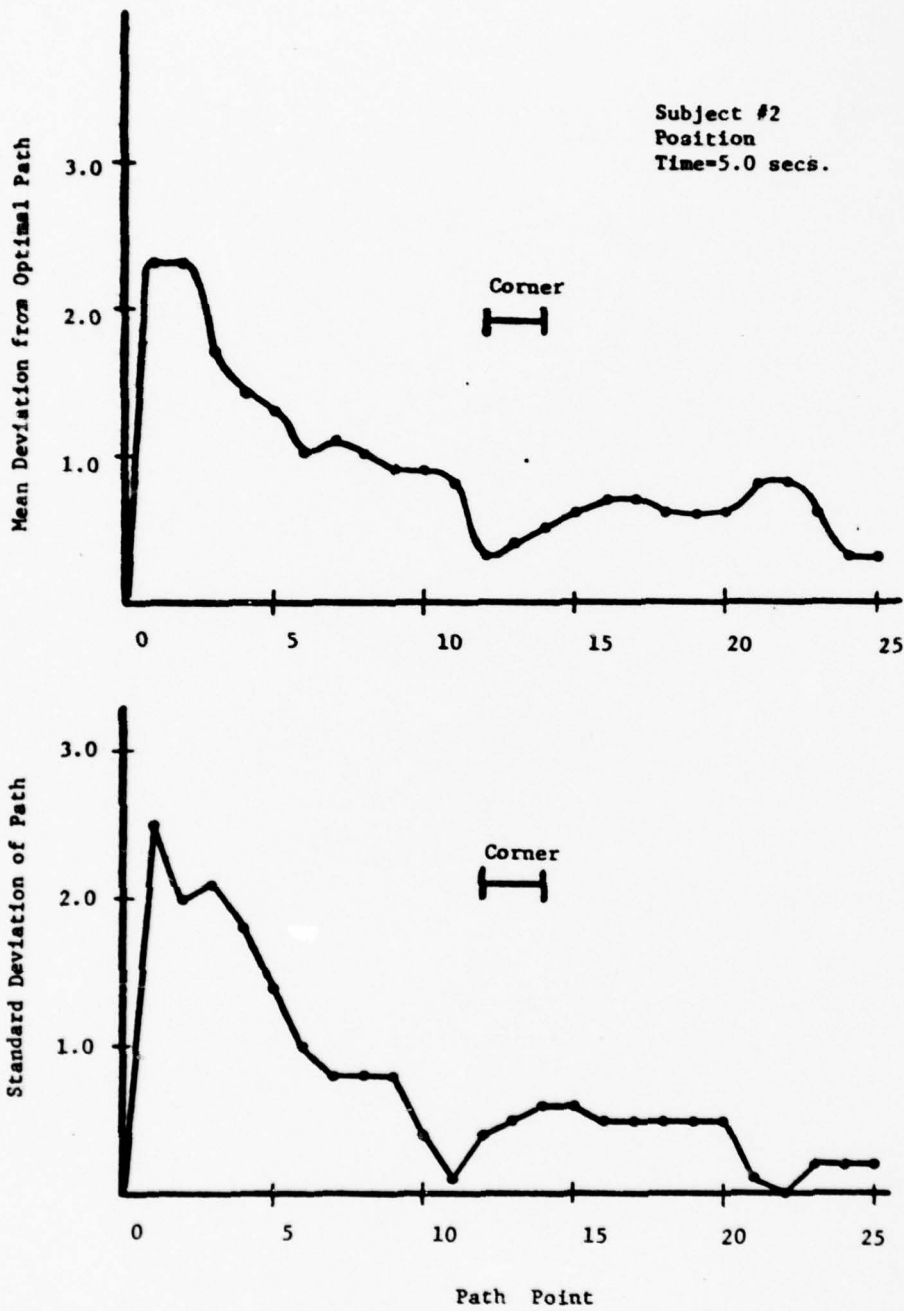 Subject #2
Position
Time=5.0 secs.
Mean Deviation from Optimal Path
3.0
2.0
1.0
Corner
0 5 10 15 20 25
Standard Deviation of Path
3.0
2.0
1.0
Corner
0 5 10 15 20 25
Path Point